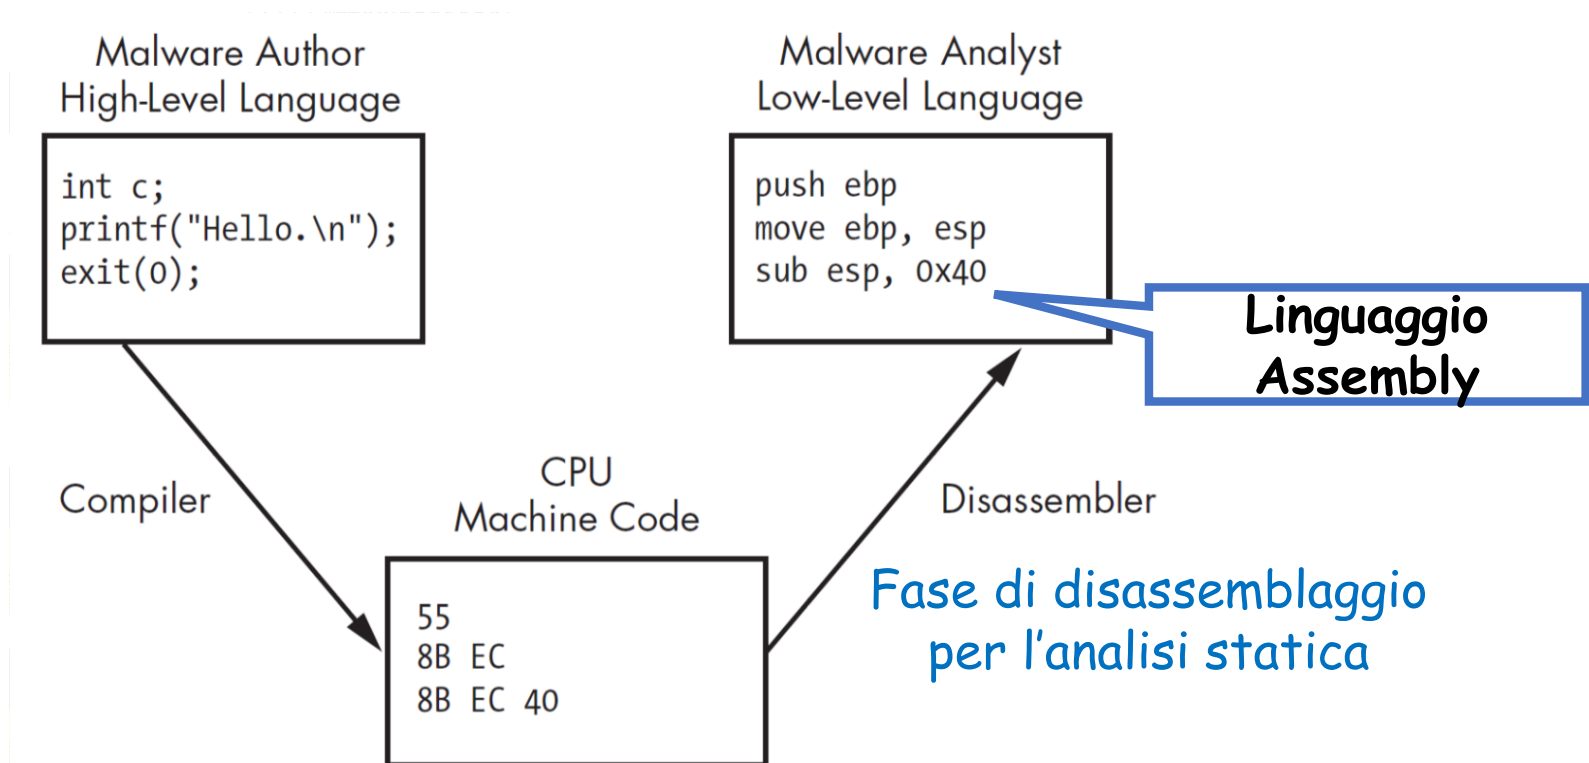 Malware Author
High-Level Language
int c;
printf("Hello.\n");
exit(0);
Malware Analyst
Low-Level Language
push ebp
move ebp, esp
sub esp, 0x40
Linguaggio
Assembly
Compiler
CPU
Machine Code
55
8B EC
8B EC 40
Disassembler
Fase di disassemblaggio
per l'analisi statica